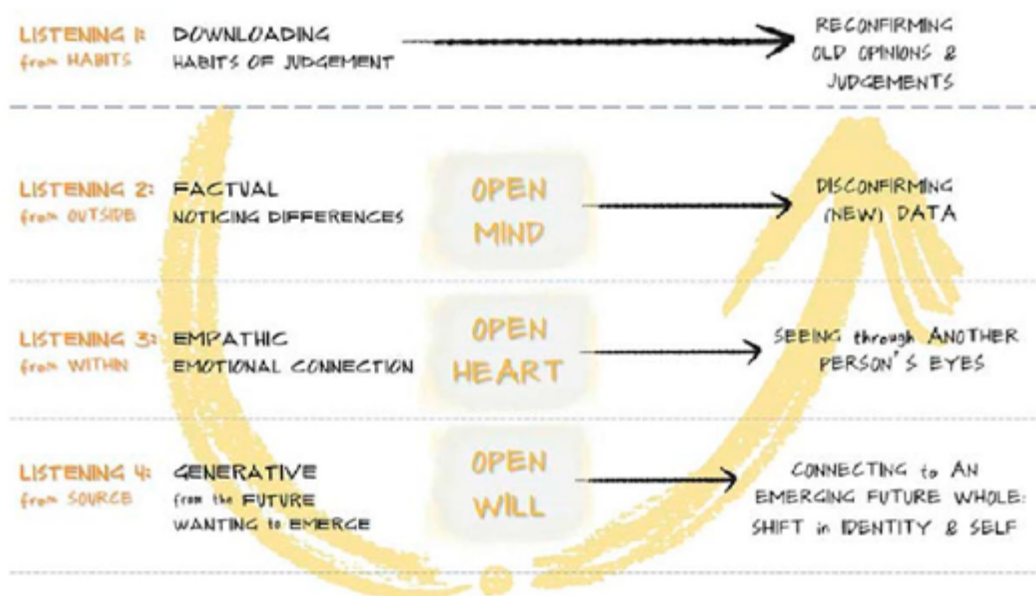 LISTENING 1: DOWNLOADING
from HABITS HABITS OF JUDGEMENT
RECONFIRMING
OLD OPINIONS &
JUDGEMENTS
LISTENING 2: FACTUAL
from OUTSIDE NOTICING DIFFERENCES
OPEN
MIND
DISCONFIRMING
(NEW) DATA
LISTENING 3: EMPATHIC
from WITHIN EMOTIONAL CONNECTION
OPEN
HEART
SEEING through ANOTHER
PERSON'S EYES
LISTENING 4: GENERATIVE
from SOURCE from the FUTURE
WANTING to EMERGE
OPEN
WILL
CONNECTING to AN
EMERGING FUTURE WHOLE:
SHIFT in IDENTITY & SELF